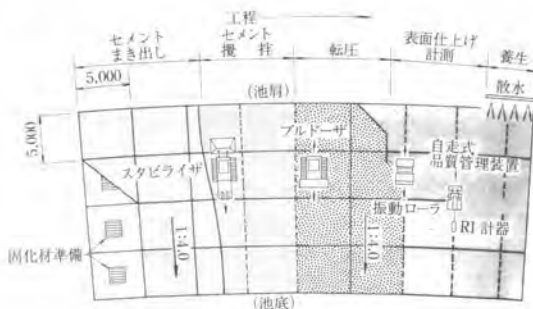 工程
セメント
まき出し
セメント
攪拌
転圧
表面仕上げ
計測
養生
5,000
散水
(池肩)
5,000
ブルドーザ
自走式
品質管理装置
スタビライザ
振動ローラ
RI計器
1:4.0
1:4.0
固化材準備
(池底)